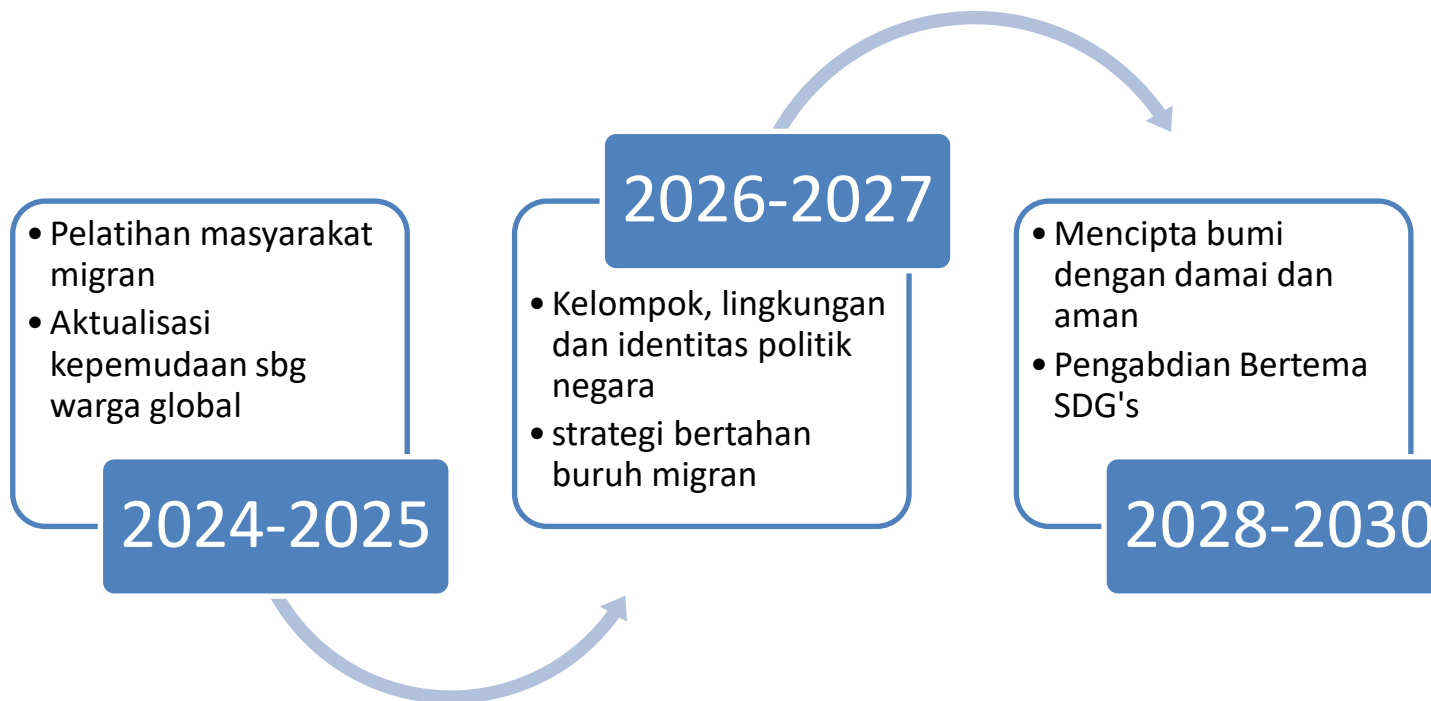 • Pelatihan masyarakat
migran
• Aktualisasi
kepemudaan sbg
warga global
2024-2025
2026-2027
• Kelompok, lingkungan
dan identitas politik
negara
• strategi bertahan
buruh migran
• Mencipta bumi
dengan damai dan
aman
• Pengabdian Bertema
SDG's
2028-2030